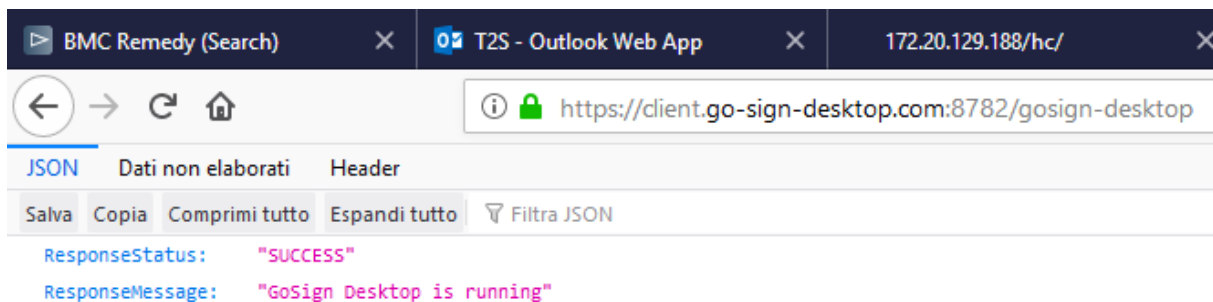 BMC Remedy (Search) T2S - Outlook Web App 172.20.129.188/hc/
https://client.go-sign-desktop.com:8782/gosign-desktop
JSON Dati non elaborati Header
Salva Copia Comprimi tutto Espandi tutto Filtra JSON
ResponseStatus: "SUCCESS"
ResponseMessage: "GoSign Desktop is running"